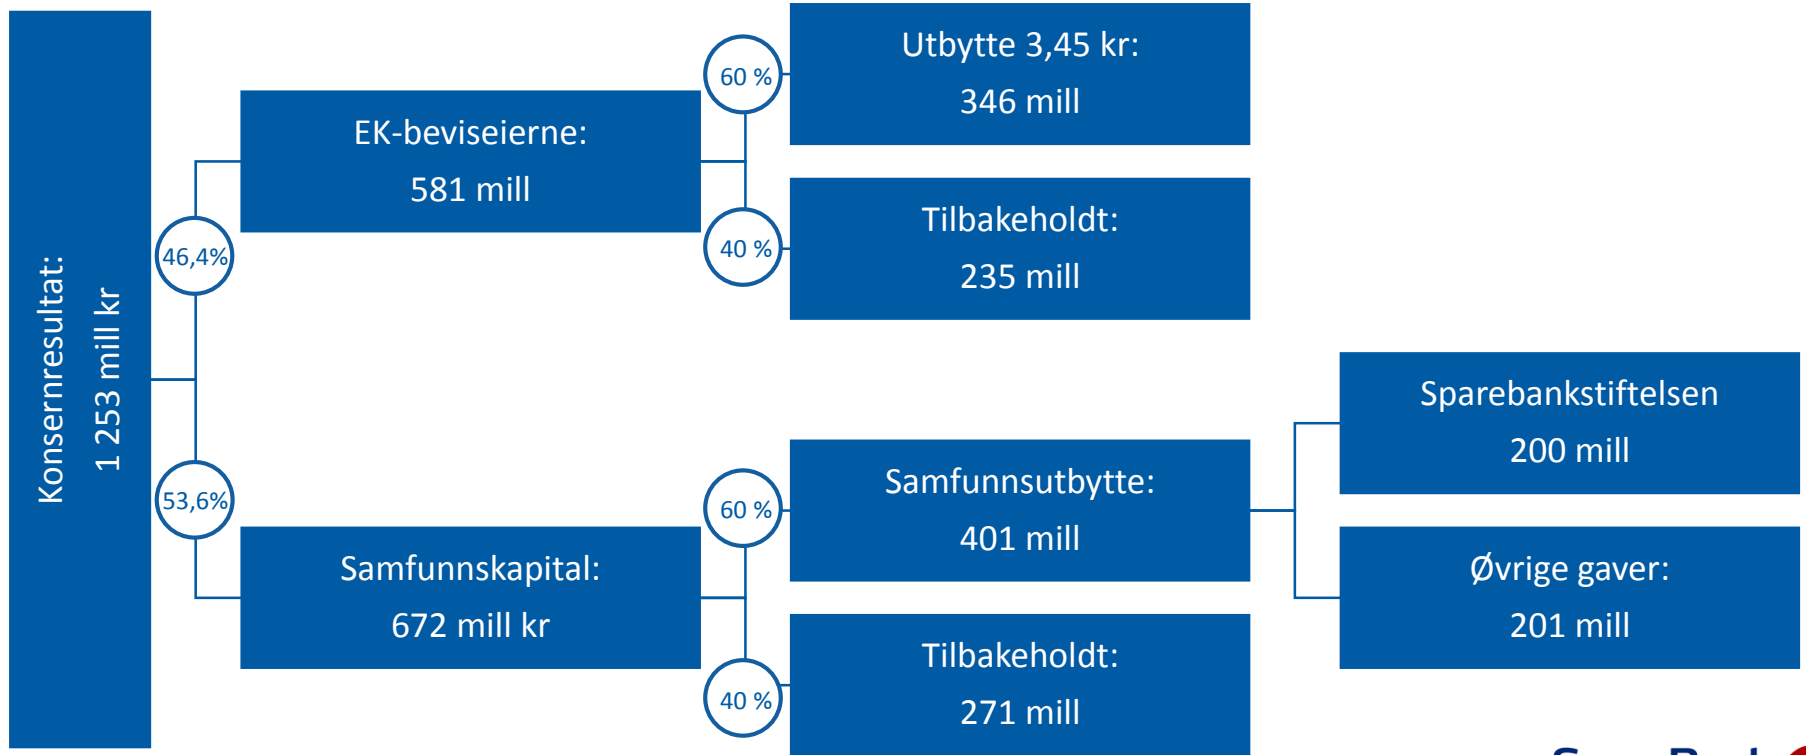 Konsernresultat:
1 253 mill kr
46,4%
53,6%
EK-beviseierne:
581 mill
60 %
40 %
Utbytte 3,45 kr:
346 mill
Tilbakeholdt:
235 mill
Samfunnskapital:
672 mill kr
60 %
40 %
Samfunnsutbytte:
401 mill
Tilbakeholdt:
271 mill
Sparebankstiftelsen
200 mill
Øvrige gaver:
201 mill